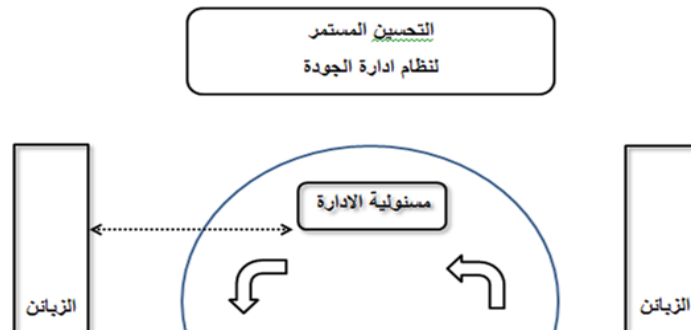 التحسين المستمر
لنظام ادارة الجودة
مسئولية الادارة
الزبائن
الزبائن